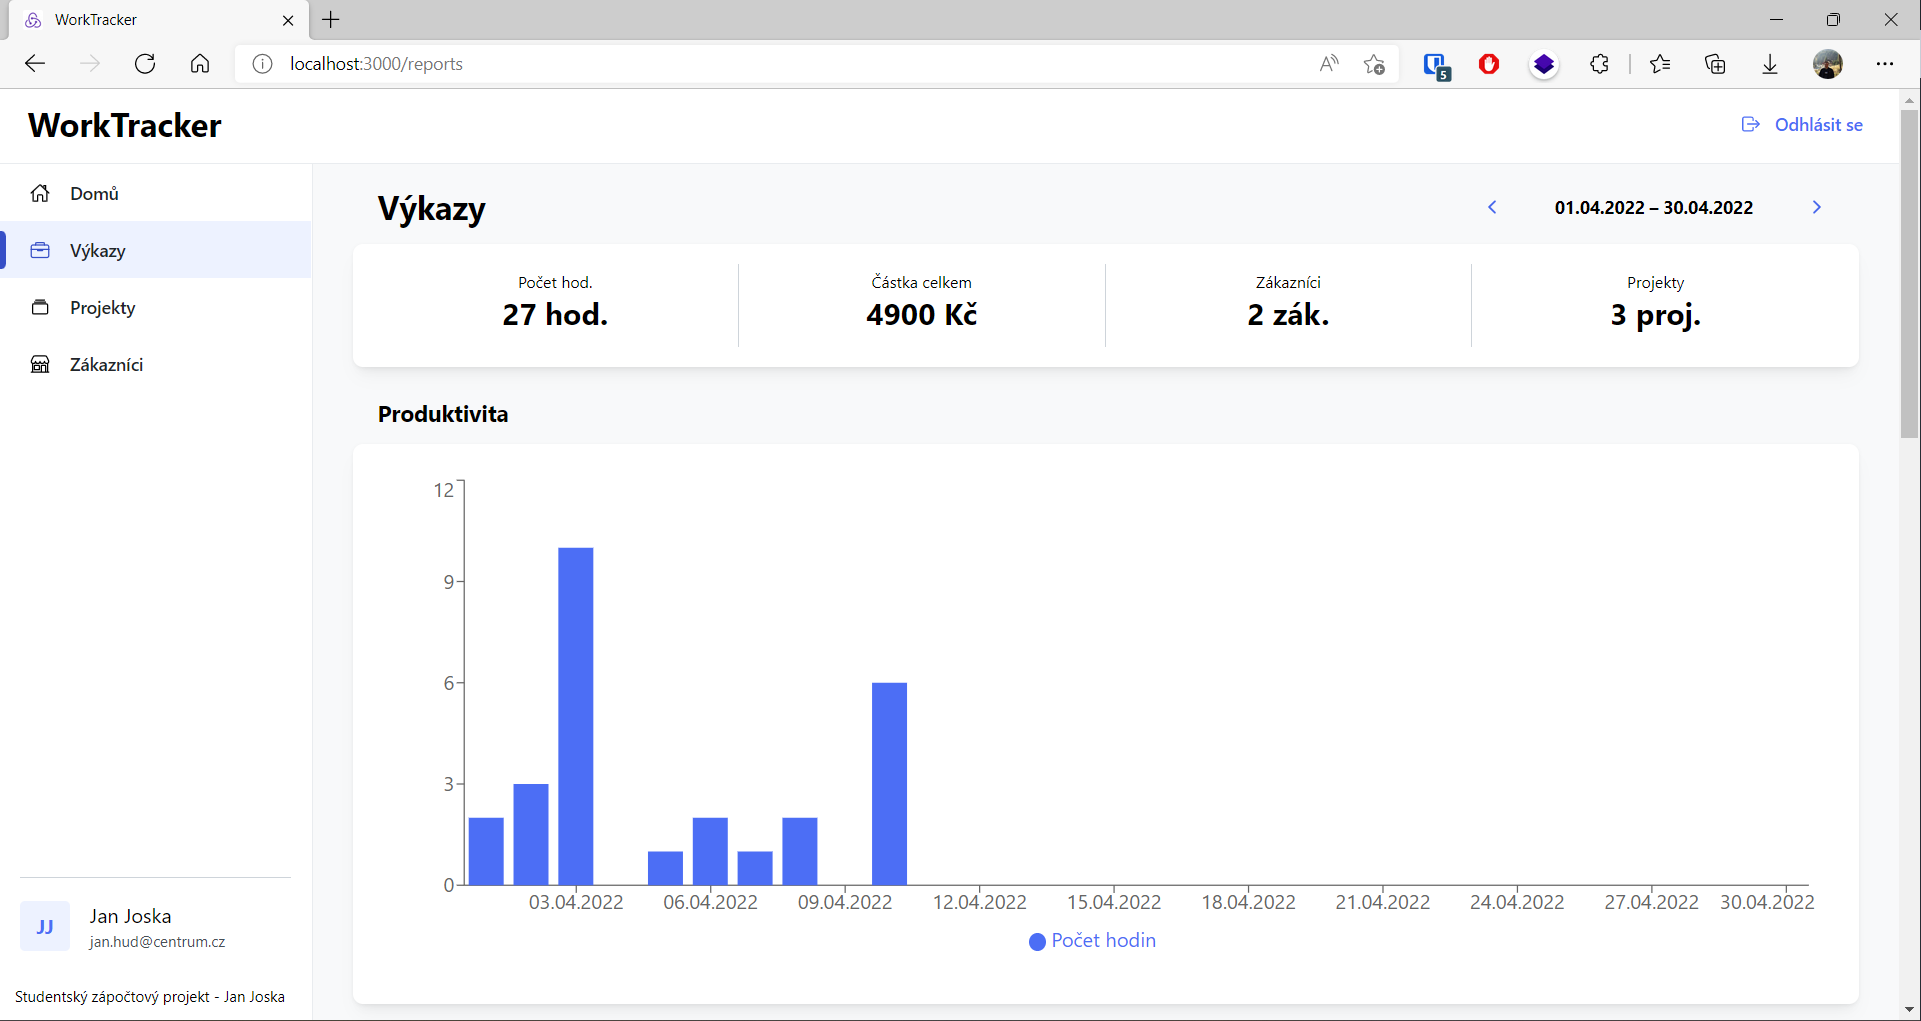 WorkTracker
localhost:3000/reports
5
WorkTracker
Odhlásit se
Domů
Výkazy
Projekty
Zákazníci
Výkazy
01.04.2022 – 30.04.2022
Počet hod.
27 hod.
Částka celkem
4900 Kč
Zákazníci
2 zák.
Projekty
3 proj.
Produktivita
12
9
6
3
0
03.04.2022 06.04.2022 09.04.2022 12.04.2022 15.04.2022 18.04.2022 21.04.2022 24.04.2022 27.04.2022 30.04.2022
Počet hodin
JJ
Jan Joska
jan.hud@centrum.cz
Studentský zápočtový projekt - Jan Joska